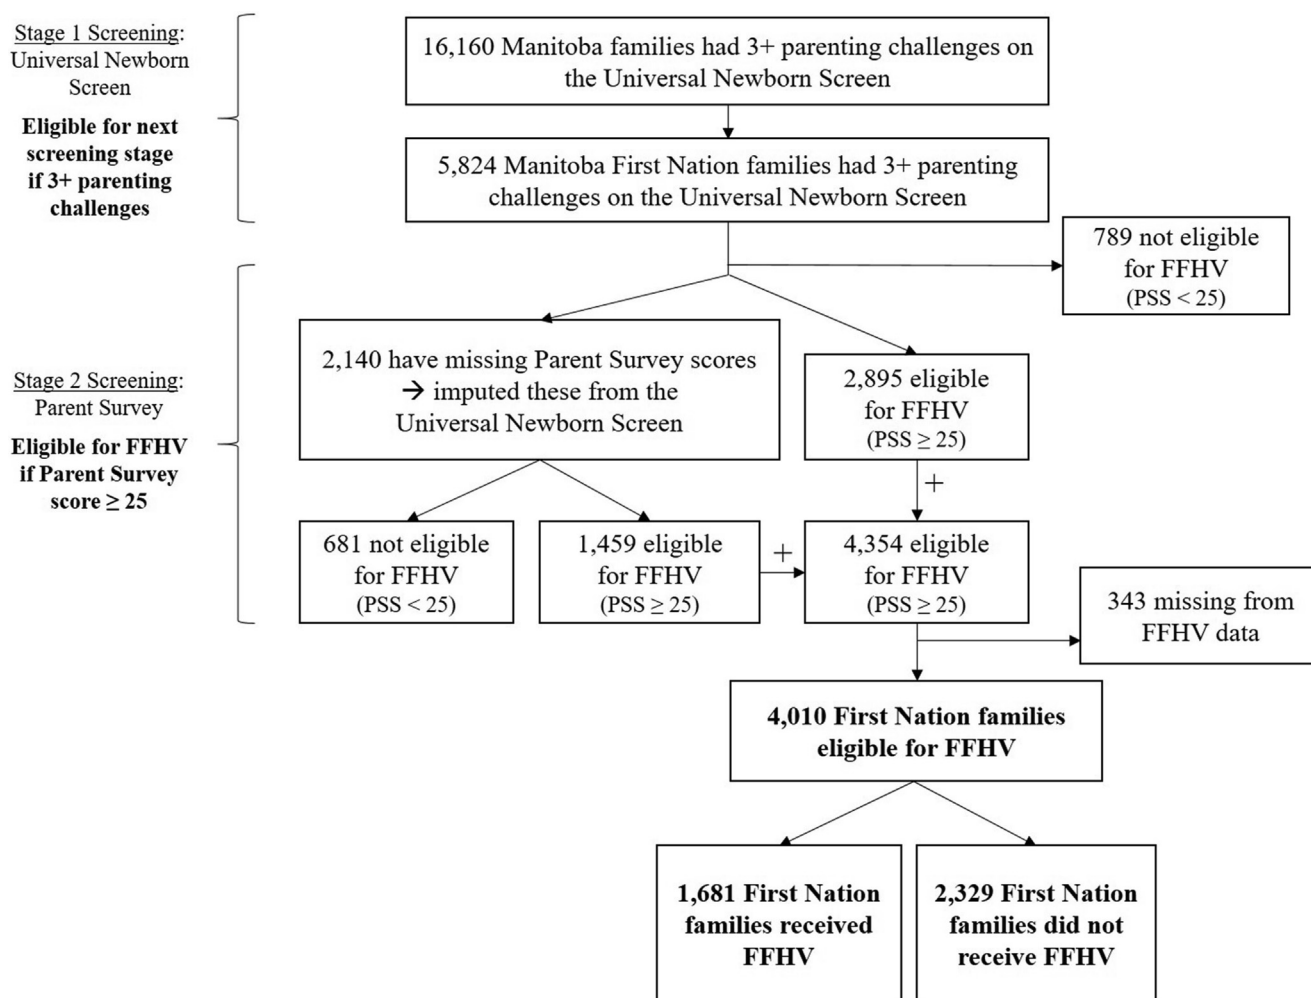 Stage 1 Screening:
Universal Newborn
Screen
Eligible for next
screening stage
if 3+ parenting
challenges
16,160 Manitoba families had 3+ parenting challenges on
the Universal Newborn Screen
5,824 Manitoba First Nation families had 3+ parenting
challenges on the Universal Newborn Screen
789 not eligible
for FFHV
(PSS < 25)
Stage 2 Screening:
Parent Survey
Eligible for FFHV
if Parent Survey
score ≥ 25
2,140 have missing Parent Survey scores
→ imputed these from the
Universal Newborn Screen
2,895 eligible
for FFHV
(PSS ≥ 25)
+
681 not eligible
for FFHV
(PSS < 25)
1,459 eligible
for FFHV
(PSS ≥ 25)
+
4,354 eligible
for FFHV
(PSS ≥ 25)
343 missing from
FFHV data
4,010 First Nation families
eligible for FFHV
1,681 First Nation
families received
FFHV
2,329 First Nation
families did not
receive FFHV